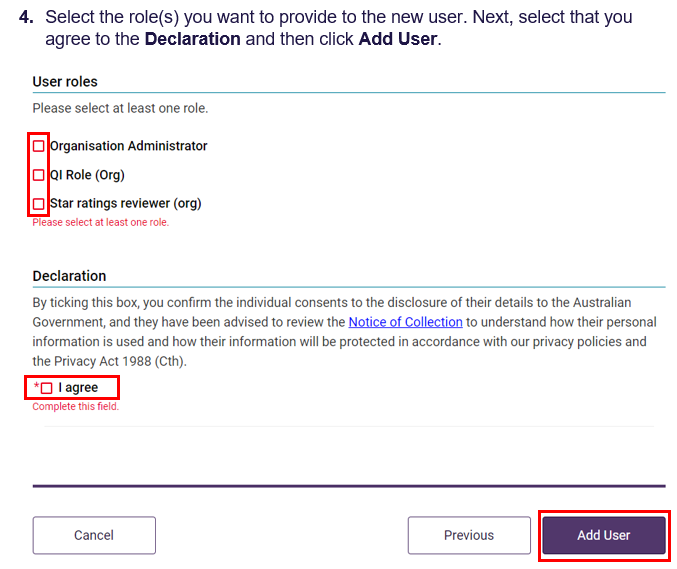 4. Select the role(s) you want to provide to the new user. Next, select that you
agree to the Declaration and then click Add User.
User roles
Please select at least one role.
Organisation Administrator
QI Role (Org)
Star ratings reviewer (org)
Please select at least one role.
Declaration
By ticking this box, you confirm the individual consents to the disclosure of their details to the Australian
Government, and they have been advised to review the Notice of Collection to understand how their personal
information is used and how their information will be protected in accordance with our privacy policies and
the Privacy Act 1988 (Cth).
* I agree
Complete this field.
Cancel
Previous
Add User